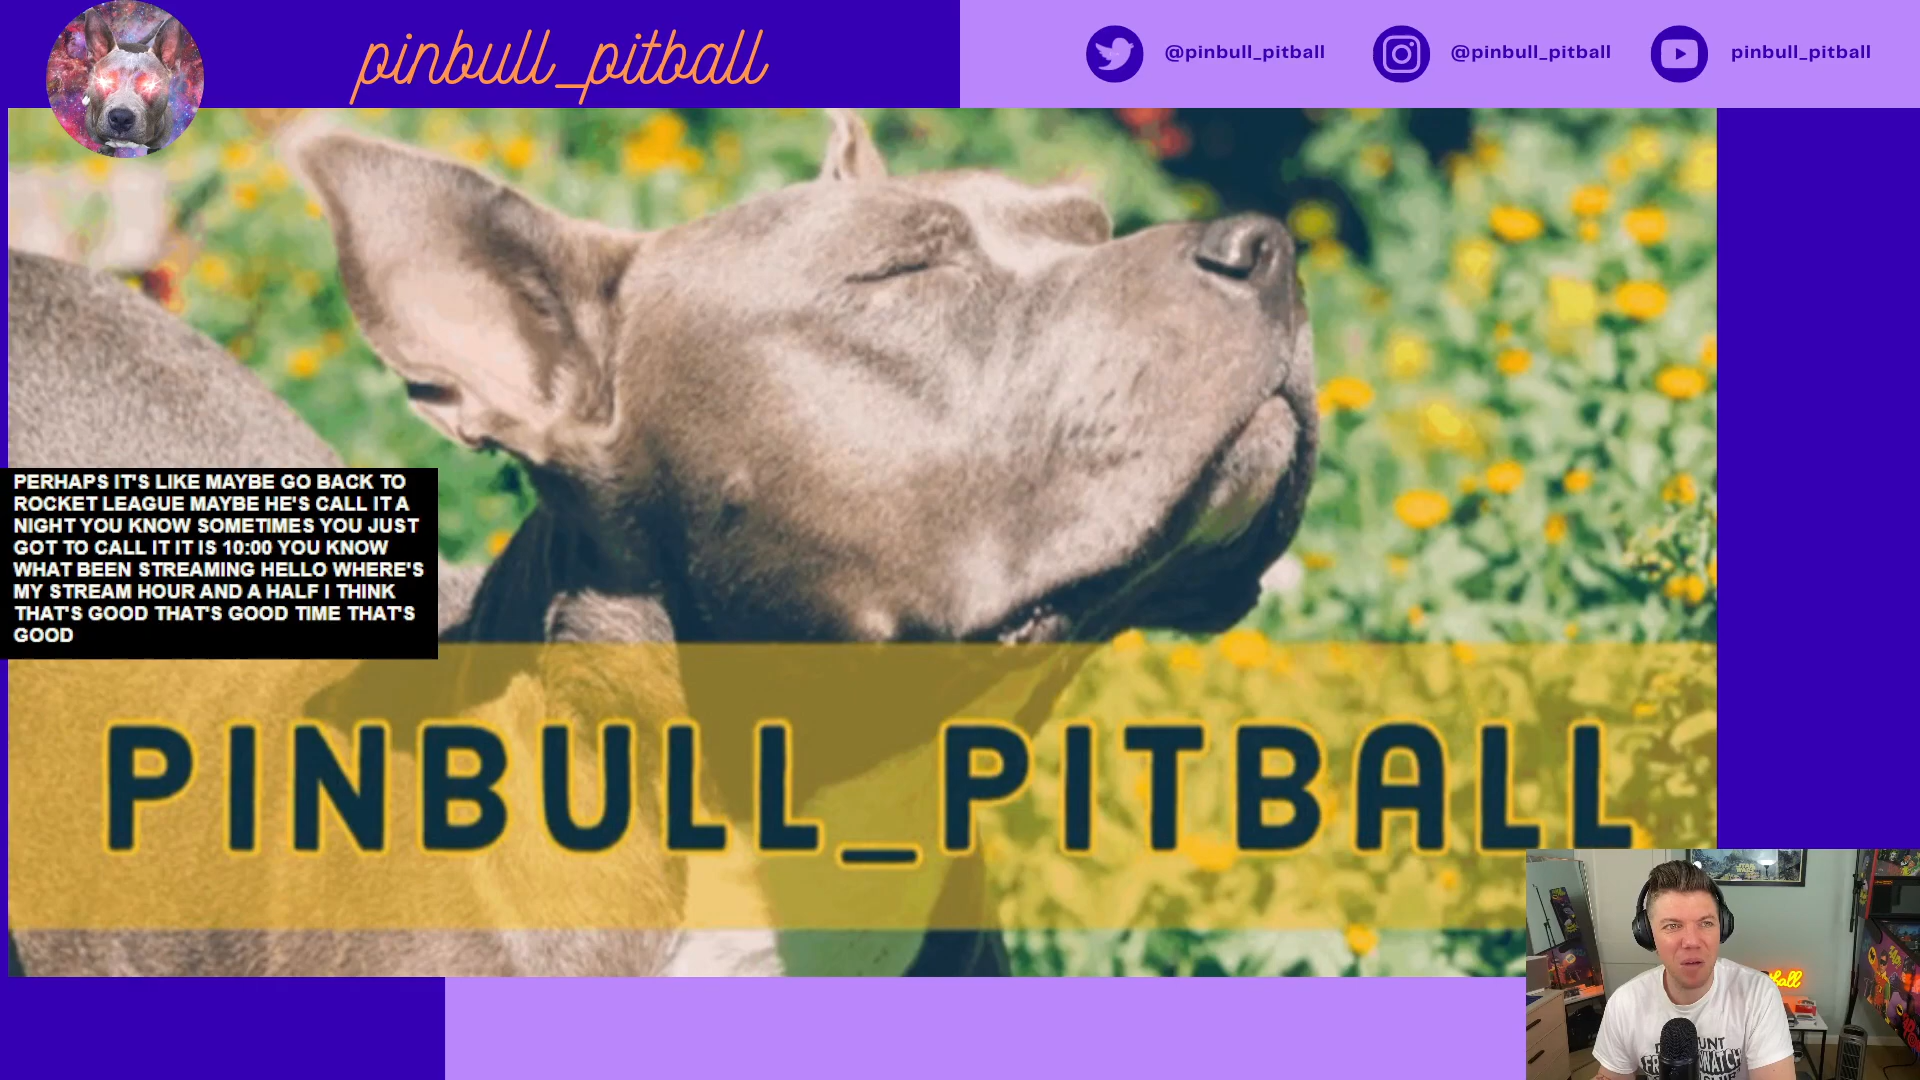 pinbull_pitball
@pinbull_pitball
@pinbull_pitball
pinbull_pitball
PERHAPS IT'S LIKE MAYBE GO BACK TO
ROCKET LEAGUE MAYBE HE'S CALL IT A
NIGHT YOU KNOW SOMETIMES YOU JUST
GOT TO CALL IT IT IS 10:00 YOU KNOW
WHAT BEEN STREAMING HELLO WHERE'S
MY STREAM HOUR AND A HALF I THINK
THAT'S GOOD THAT'S GOOD TIME THAT'S
GOOD
PINBULL_PITBALL
ball